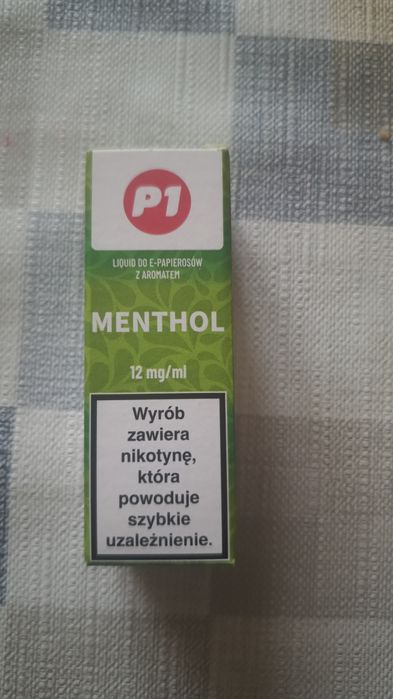 P1
LIQUID DO E-PAPIEROSÓW
Z AROMATEM
MENTHOL
12 mg/ml
Wyrób
zawiera
nikotynę,
która
powoduje
szybkie
uzależnienie.